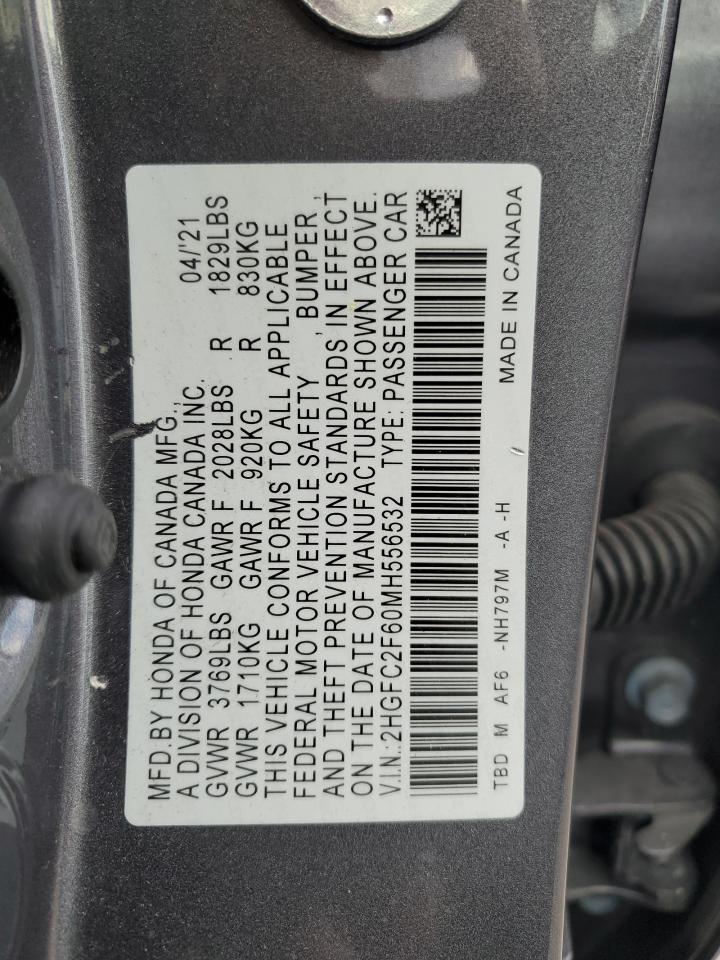 MFD.BY HONDA OF CANADA MFG., 04/'21
A DIVISION OF HONDA CANADA INC.
GVWR 3769LBS GAWR F 2028LBS R 1829LBS
GVWR 1710KG GAWR F 920KG R 830KG
THIS VEHICLE CONFORMS TO ALL APPLICABLE
FEDERAL MOTOR VEHICLE SAFETY , BUMPER ,
AND THEFT PREVENTION STANDARDS IN EFFECT
ON THE DATE OF MANUFACTURE SHOWN ABOVE.
V.I.N.:2HGFC2F60MH556532 TYPE: PASSENGER CAR
TBD M AF6 -NH797M -A -H MADE IN CANADA